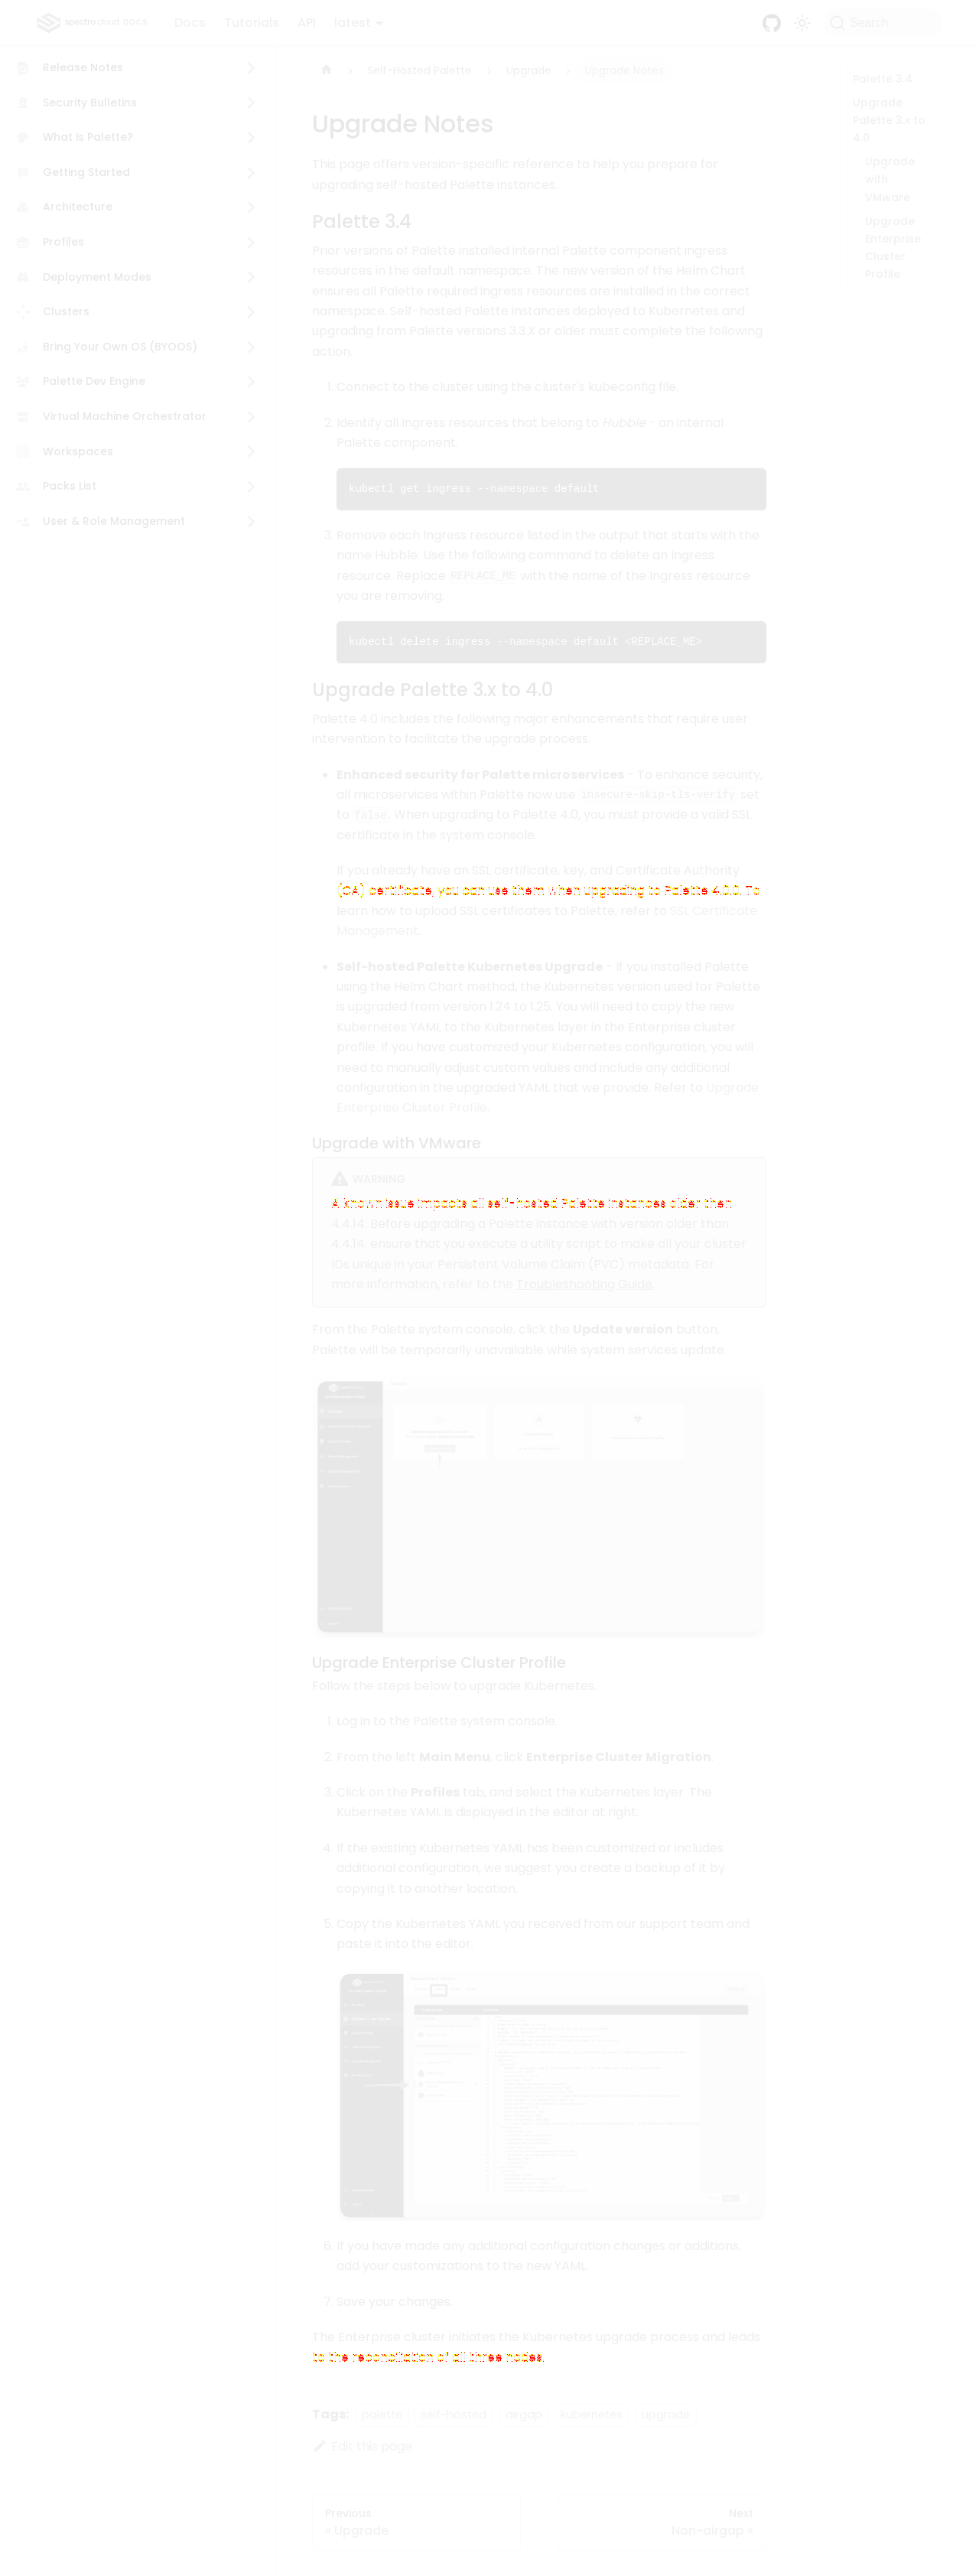 spectro cloud DOCS Docs Tutorials API latest Search
Release Notes
Security Bulletins
What is Palette?
Getting Started
Architecture
Profiles
Deployment Modes
Clusters
Bring Your Own OS (BYOOS)
Palette Dev Engine
Virtual Machine Orchestrator
Workspaces
Packs List
User & Role Management
Self-Hosted Palette Upgrade Upgrade Notes
Upgrade Notes
This page offers version-specific reference to help you prepare for
upgrading self-hosted Palette instances.
Palette 3.4
Prior versions of Palette installed internal Palette component ingress
resources in the default namespace. The new version of the Helm Chart
ensures all Palette required ingress resources are installed in the correct
namespace. Self-hosted Palette instances deployed to Kubernetes and
upgrading from Palette versions 3.3.X or older must complete the following
action.
1. Connect to the cluster using the cluster's kubeconfig file.
2. Identify all Ingress resources that belong to Hubble - an internal
Palette component.
kubectl get ingress --namespace default
3. Remove each Ingress resource listed in the output that starts with the
name Hubble. Use the following command to delete an Ingress
resource. Replace REPLACE_ME with the name of the Ingress resource
you are removing.
kubectl delete ingress --namespace default <REPLACE_ME>
Upgrade Palette 3.x to 4.0
Palette 4.0 includes the following major enhancements that require user
intervention to facilitate the upgrade process.
• Enhanced security for Palette microservices - To enhance security,
all microservices within Palette now use insecure-skip-tls-verify set
to false. When upgrading to Palette 4.0, you must provide a valid SSL
certificate in the system console.
If you already have an SSL certificate, key, and Certificate Authority
(CA) certificate, you can use them when upgrading to Palette 4.0.0. To
learn how to upload SSL certificates to Palette, refer to SSL Certificate
Management.
• Self-hosted Palette Kubernetes Upgrade - If you installed Palette
using the Helm Chart method, the Kubernetes version used for Palette
is upgraded from version 1.24 to 1.25. You will need to copy the new
Kubernetes YAML to the Kubernetes layer in the Enterprise cluster
profile. If you have customized your Kubernetes configuration, you will
need to manually adjust custom values and include any additional
configuration in the upgraded YAML that we provide. Refer to Upgrade
Enterprise Cluster Profile.
Upgrade with VMware
WARNING
A known issue impacts all self-hosted Palette instances older than
4.4.14. Before upgrading a Palette instance with version older than
4.4.14, ensure that you execute a utility script to make all your cluster
IDs unique in your Persistent Volume Claim (PVC) metadata. For
more information, refer to the Troubleshooting Guide.
From the Palette system console, click the Update version button.
Palette will be temporarily unavailable while system services update.
Upgrade Enterprise Cluster Profile
Follow the steps below to upgrade Kubernetes.
1. Log in to the Palette system console.
2. From the left Main Menu, click Enterprise Cluster Migration
3. Click on the Profiles tab, and select the Kubernetes layer. The
Kubernetes YAML is displayed in the editor at right.
4. If the existing Kubernetes YAML has been customized or includes
additional configuration, we suggest you create a backup of it by
copying it to another location.
5. Copy the Kubernetes YAML you received from our support team and
paste it into the editor.
6. If you have made any additional configuration changes or additions,
add your customizations to the new YAML.
7. Save your changes.
The Enterprise cluster initiates the Kubernetes upgrade process and leads
to the reconciliation of all three nodes.
Tags: palette self-hosted airgap kubernetes upgrade
Edit this page
Previous
« Upgrade
Next
Non-airgap »
Palette 3.4
Upgrade
Palette 3.x to
4.0
Upgrade
with
VMware
Upgrade
Enterprise
Cluster
Profile